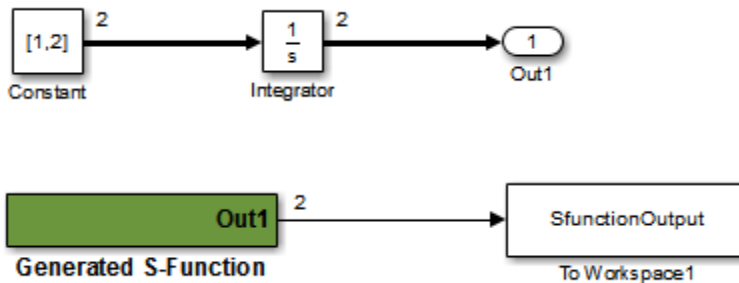 2
2
[1,2]
1
s
1
Constant
Integrator
Out1
Out1
2
SfunctionOutput
Generated S-Function
To Workspace1